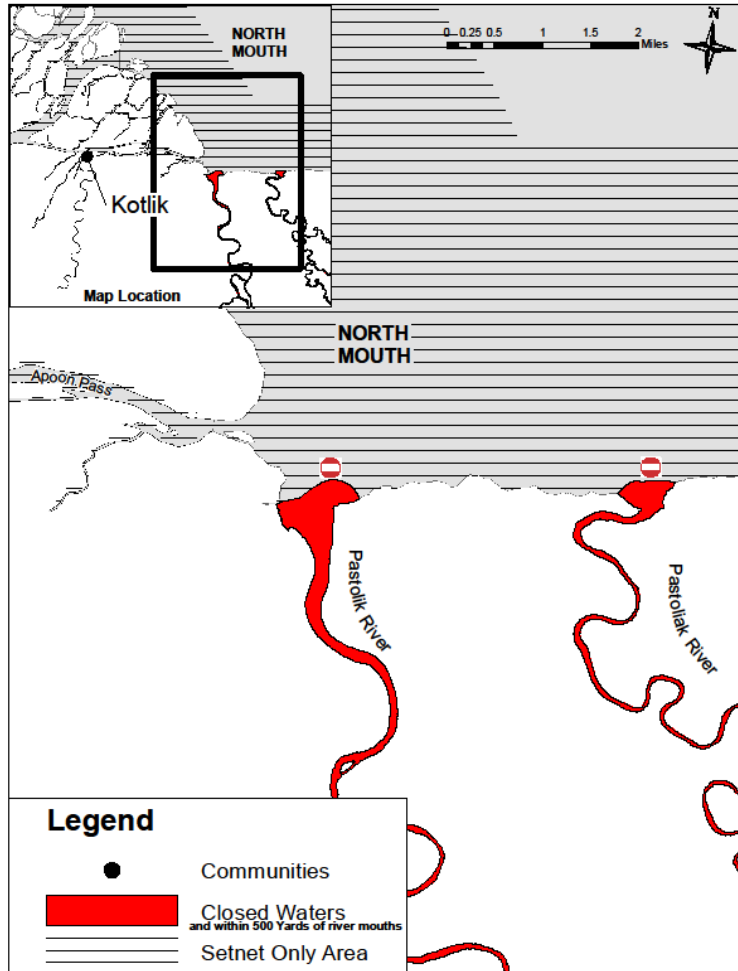 NORTH
MOUTH
Kotlik
Map Location
0 0.25 0.5 1 1.5 2
Miles
N
NORTH
MOUTH
Apoon Pass
Pastolik River
Pastoliak River
Legend
Communities
Closed Waters
and within 500 Yards of river mouths
Setnet Only Area